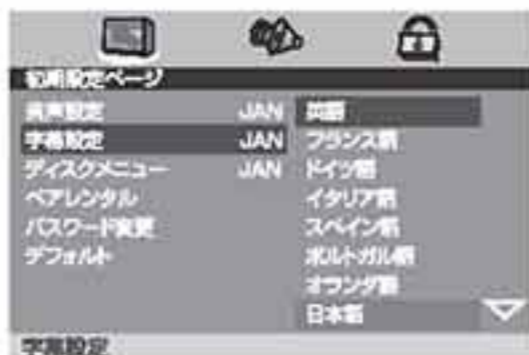 初期設定ページ
音声設定 JAN 英語
字幕設定 JAN フランス語
ディスクメニュー JAN ドイツ語
ペアレンタル イタリア語
パスワード変更 スペイン語
デフォルト ポルトガル語
オランダ語
日本語
字幕設定